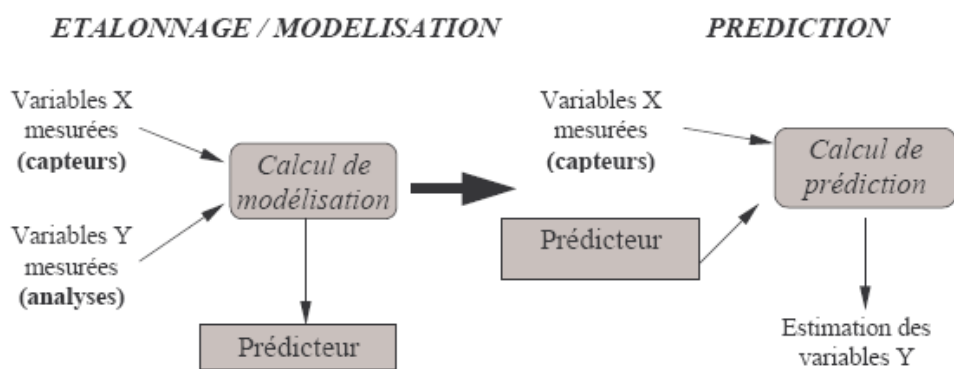 ETALONNAGE / MODELISATION
Variables X
mesurées
(capteurs)
Calcul de
modélisation
Variables Y
mesurées
(analyses)
Prédicteur
PREDICTION
Variables X
mesurées
(capteurs)
Calcul de
prédiction
Prédicteur
Estimation des
variables Y